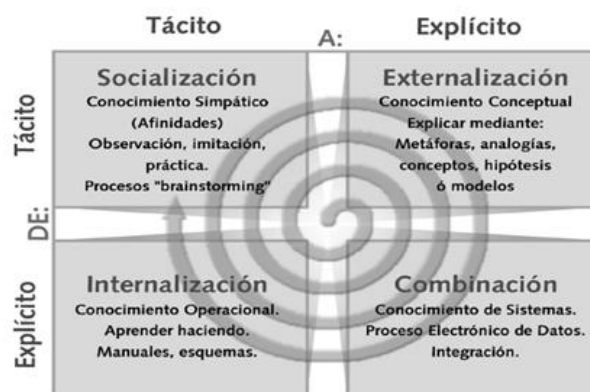 Tácito
A:
Explícito
Tácito
Socialización
Conocimiento Simpático
(Afinidades)
Observación, imitación,
práctica.
Procesos "brainstorming"
Externalización
Conocimiento Conceptual
Explicar mediante:
Metáforas, analogías,
conceptos, hipótesis
ó modelos
DE:
Explícito
Internalización
Conocimiento Operacional.
Aprender haciendo.
Manuales, esquemas.
Combinación
Conocimiento de Sistemas.
Proceso Electrónico de Datos.
Integración.